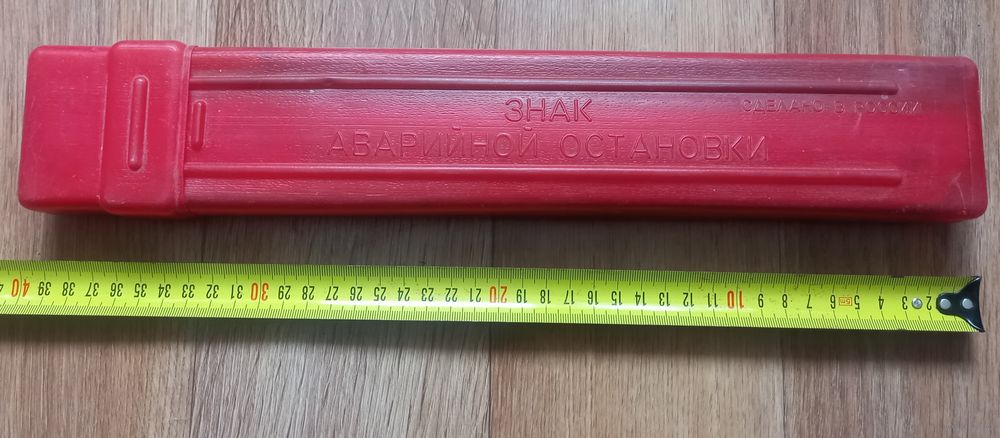 ЗНАК
СДЕЛАНО В РОССИИ
АВАРИЙНОЙ ОСТАНОВКИ
40 39 38 37 36 35 34 33 32 31 30 29 28 27 26 25 24 23 22 21 20 19 18 17 16 15 14 13 12 11 10 9 8 7 6 5m 4 3 2